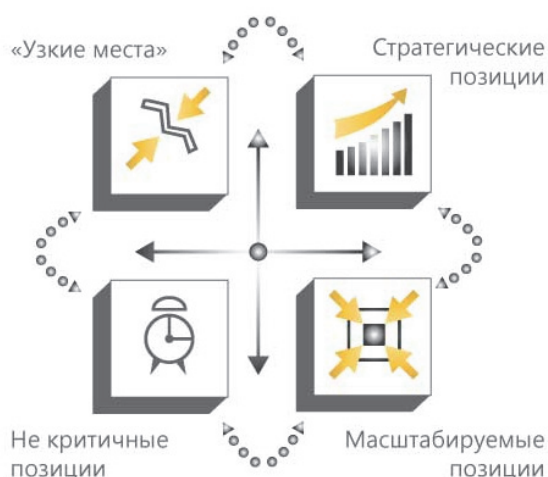 «Узкие места»
Стратегические
позиции
Не критичные
позиции
Масштабируемые
позиции